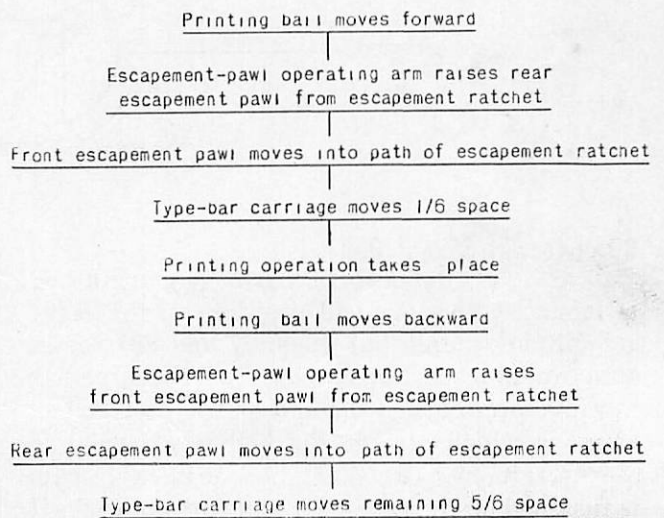 Printing bail moves forward
Escapement-pawl operating arm raises rear
escapement pawl from escapement ratchet
Front escapement pawl moves into path of escapement ratchet
Type-bar carriage moves 1/6 space
Printing operation takes place
Printing bail moves backward
Escapement-pawl operating arm raises
front escapement pawl from escapement ratchet
Rear escapement pawl moves into path of escapement ratchet
Type-bar carriage moves remaining 5/6 space